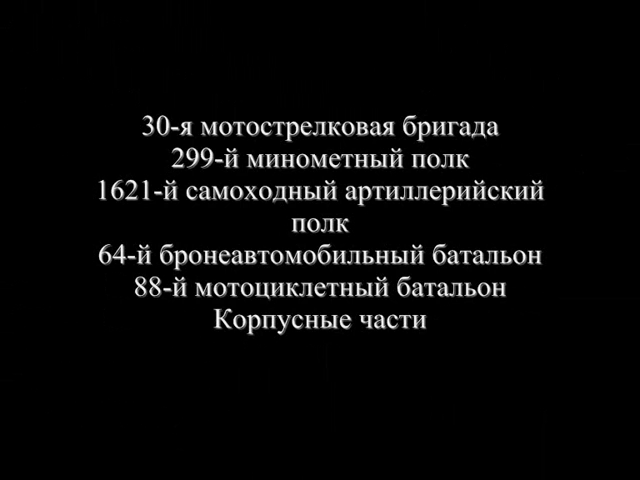 30-я мотострелковая бригада
299-й минометный полк
1621-й самоходный артиллерийский
полк
64-й бронеавтомобильный батальон
88-й мотоциклетный батальон
Корпусные части